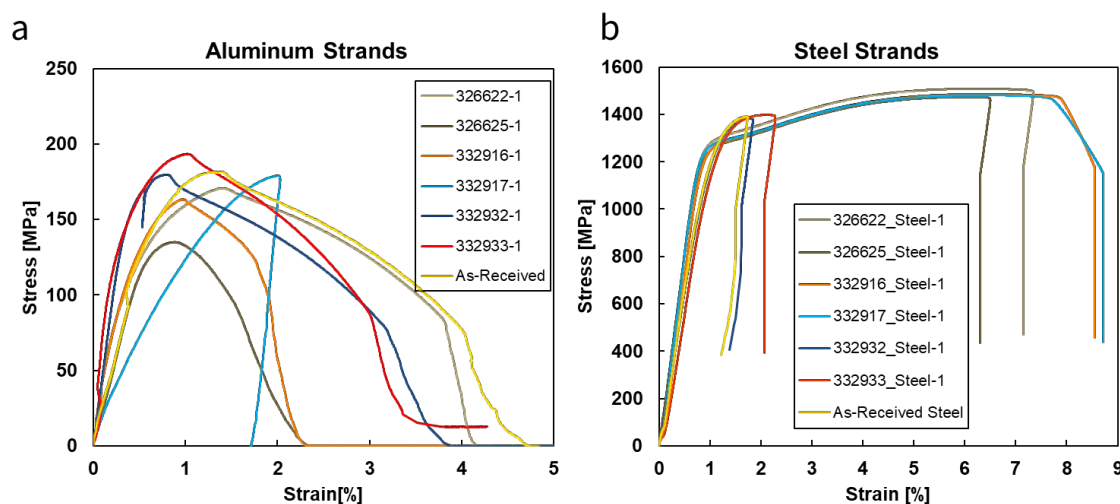 a
Aluminum Strands
250
200
150
100
50
0
Stress [MPa]
0 1 2 3 4 5
Strain[%]
326622-1
326625-1
332916-1
332917-1
332932-1
332933-1
As-Received
b
Steel Strands
1600
1400
1200
1000
800
600
400
200
0
Stress [MPa]
0 1 2 3 4 5 6 7 8 9
Strain [%]
326622_Steel-1
326625_Steel-1
332916_Steel-1
332917_Steel-1
332932_Steel-1
332933_Steel-1
As-Received Steel